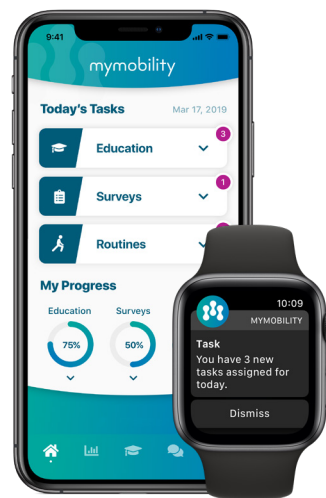 9:41
mymobility
Today's Tasks
Mar 17, 2019
3
Education
1
Surveys
Routines
My Progress
Education
Surveys
75%
50%
10:09
MYMOBILITY
Task
You have 3 new
tasks assigned for
today.
Dismiss